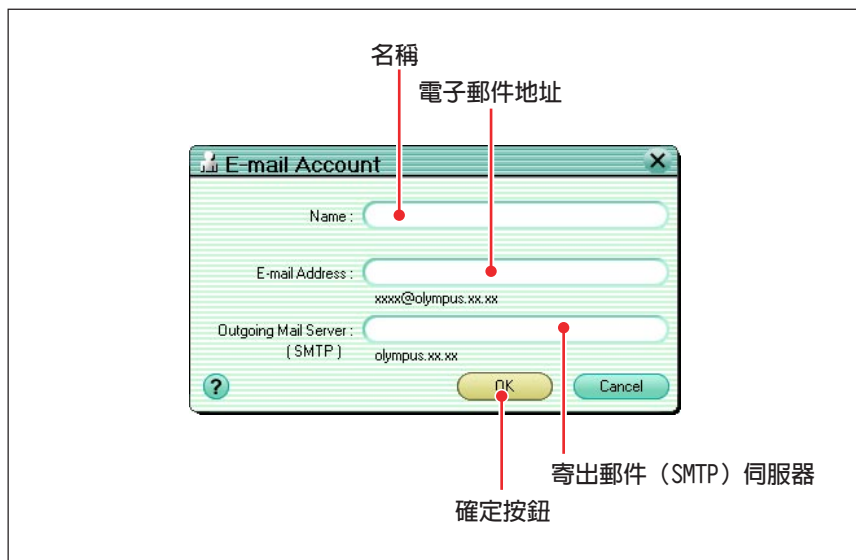 名稱
電子郵件地址
E-mail Account
Name :
E-mail Address :
xxxx@olympus.xx.xx
Outgoing Mail Server :
( SMTP )
olympus.xx.xx
?
OK
Cancel
寄出郵件（SMTP）伺服器
確定按鈕